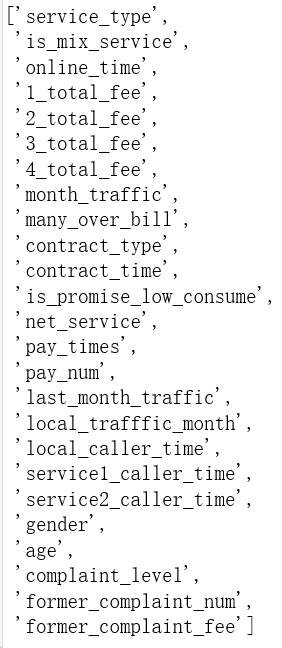 ['service_type',
'is_mix_service',
'online_time',
'1_total_fee',
'2_total_fee',
'3_total_fee',
'4_total_fee',
'month_traffic',
'many_over_bill',
'contract_type',
'contract_time',
'is_promise_low_consume',
'net_service',
'pay_times',
'pay_num',
'last_month_traffic',
'local_trafffic_month',
'local_caller_time',
'service1_caller_time',
'service2_caller_time',
'gender',
'age',
'complaint_level',
'former_complaint_num',
'former_complaint_fee']